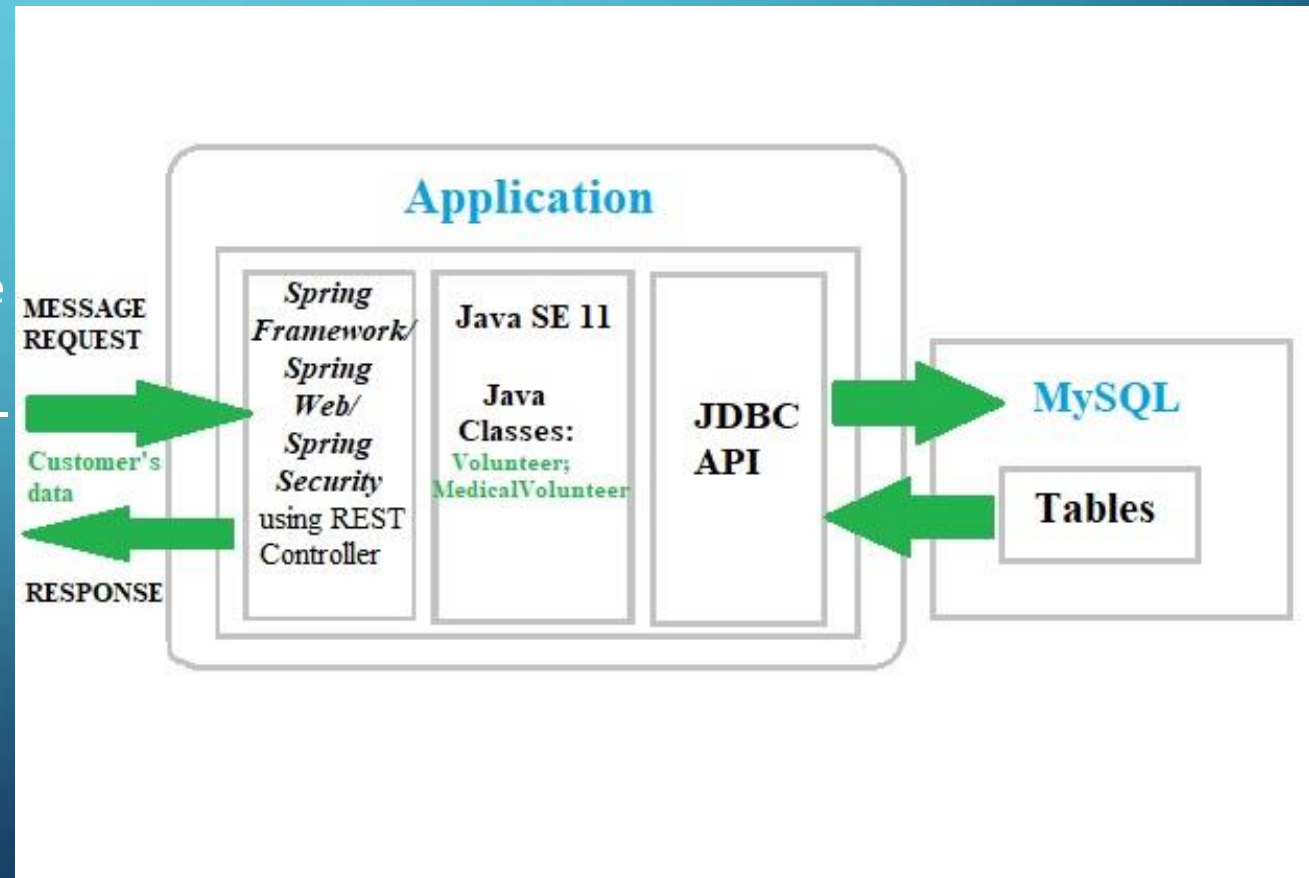 Application
MESSAGE
REQUEST
Customer's
data
RESPONSE
Spring
Framework/
Spring
Web/
Spring
Security
using REST
Controller
Java SE 11
Java
Classes:
Volunteer;
MedicalVolunteer
JDBC
API
MySQL
Tables